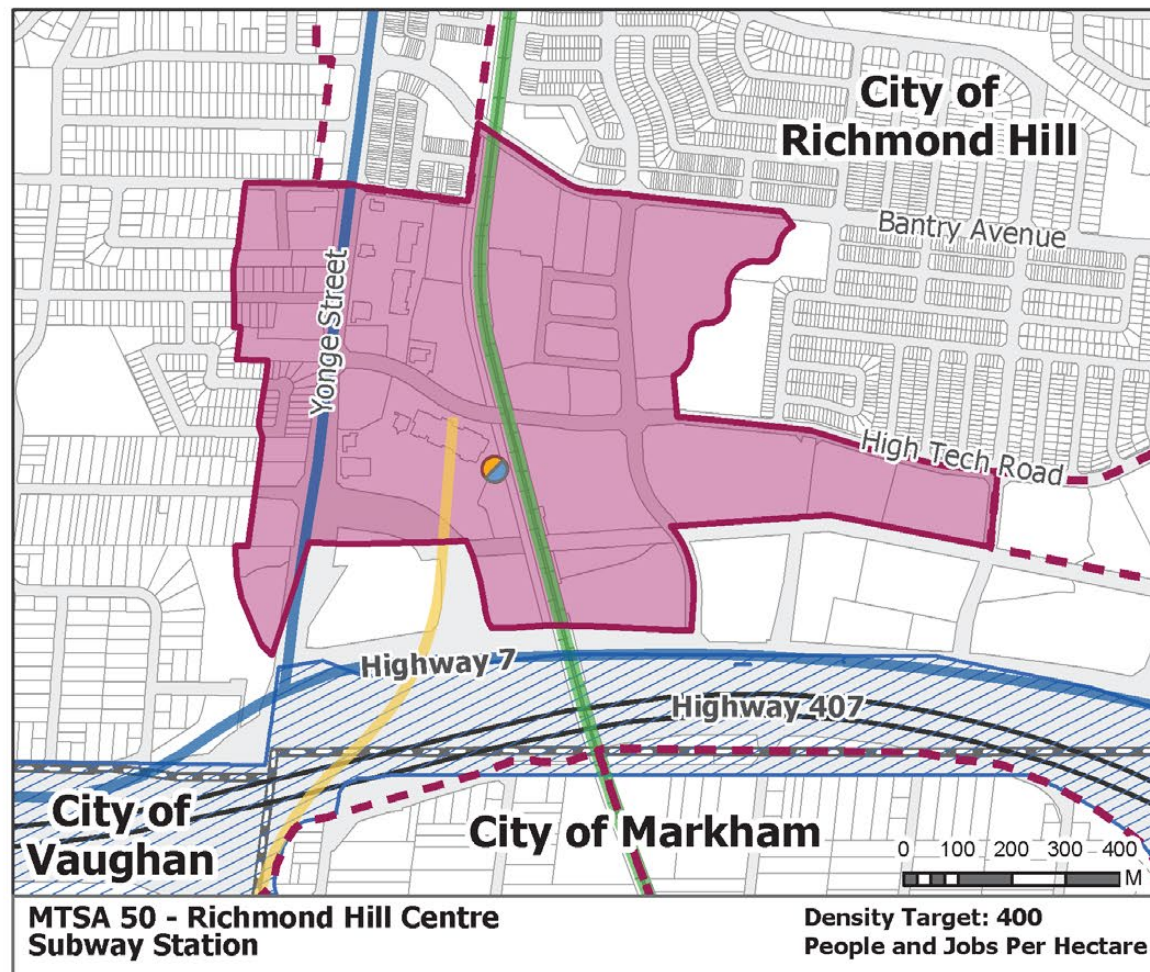 City of
Richmond Hill
Bantry Avenue
Yonge Street
High Tech Road
Highway 7
Highway 407
City of
Vaughan
City of Markham
0 100 200 300 400
M
MTSA 50 - Richmond Hill Centre
Subway Station
Density Target: 400
People and Jobs Per Hectare